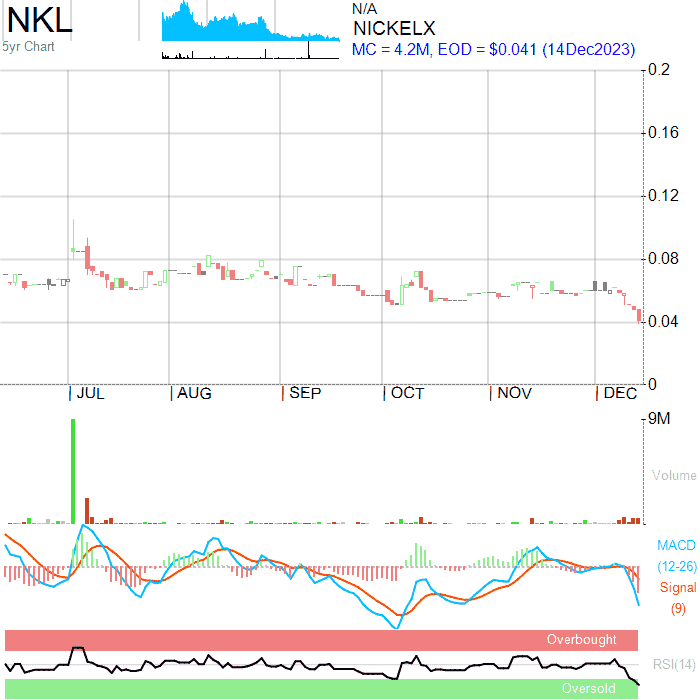 NKL
5yr Chart
N/A
NICKELX
MC = 4.2M, EOD = $0.041 (14Dec2023)
0.2
0.16
0.12
0.08
0.04
0
JUL AUG SEP OCT NOV DEC
9M
Volume
MACD
(12-26)
Signal
(9)
Overbought
RSI(14)
Oversold